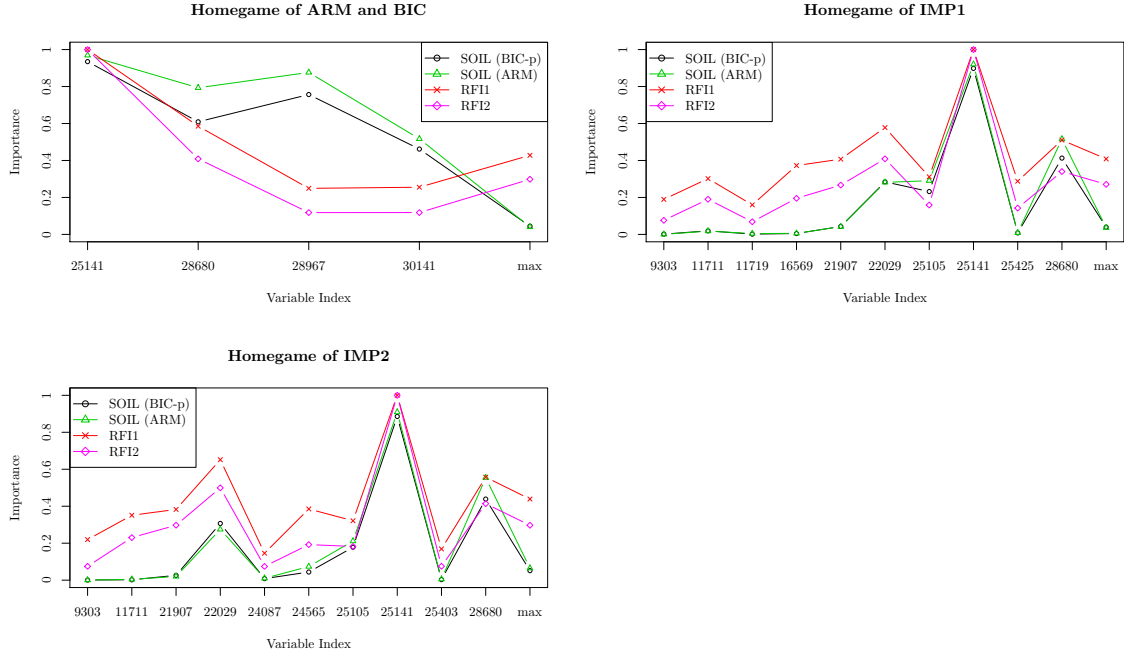 Homegame of ARM and BIC
Importance
0
0.2
0.4
0.6
0.8
1
SOIL (BIC-p)
SOIL (ARM)
RFI1
RFI2
25141 28680 28967 30141 max
Variable Index
Homegame of IMP1
Importance
0
0.2
0.4
0.6
0.8
1
SOIL (BIC-p)
SOIL (ARM)
RFI1
RFI2
9303 11711 11719 16569 21907 22029 25105 25141 25425 28680 max
Variable Index
Homegame of IMP2
Importance
0
0.2
0.4
0.6
0.8
1
SOIL (BIC-p)
SOIL (ARM)
RFI1
RFI2
9303 11711 21907 22029 24087 24565 25105 25141 25403 28680 max
Variable Index